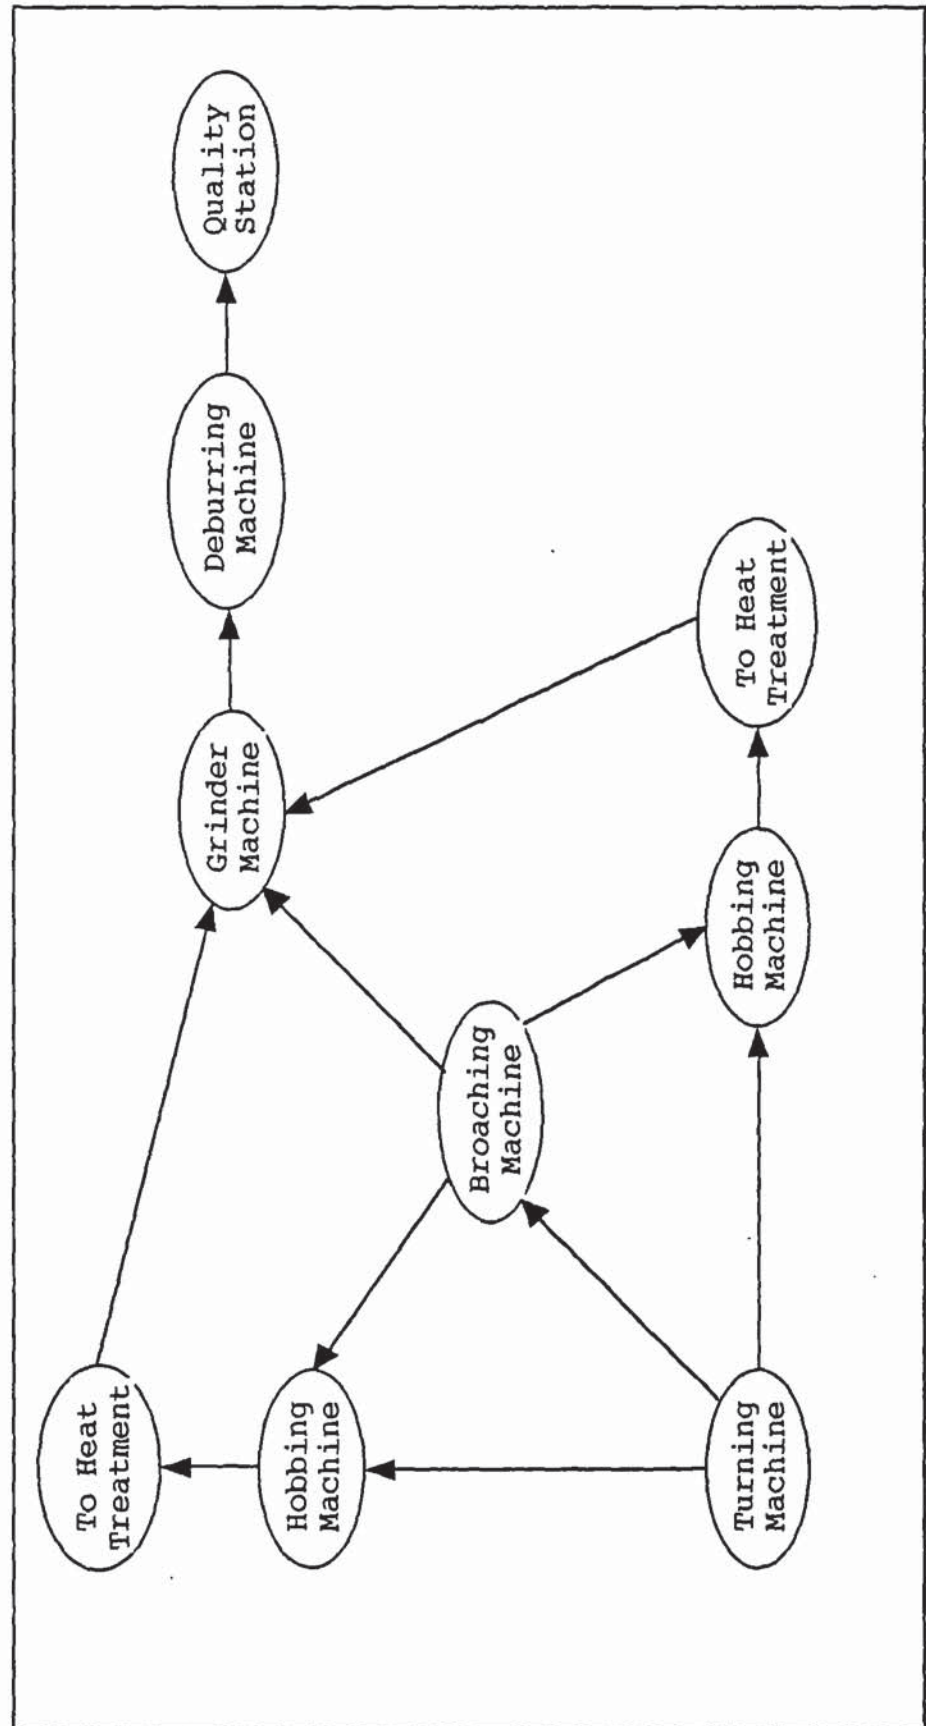 To Heat
Treatment
Hobbing
Machine
Turning
Machine
Broaching
Machine
Grinder
Machine
Hobbing
Machine
To Heat
Treatment
Deburring
Machine
Quality
Station